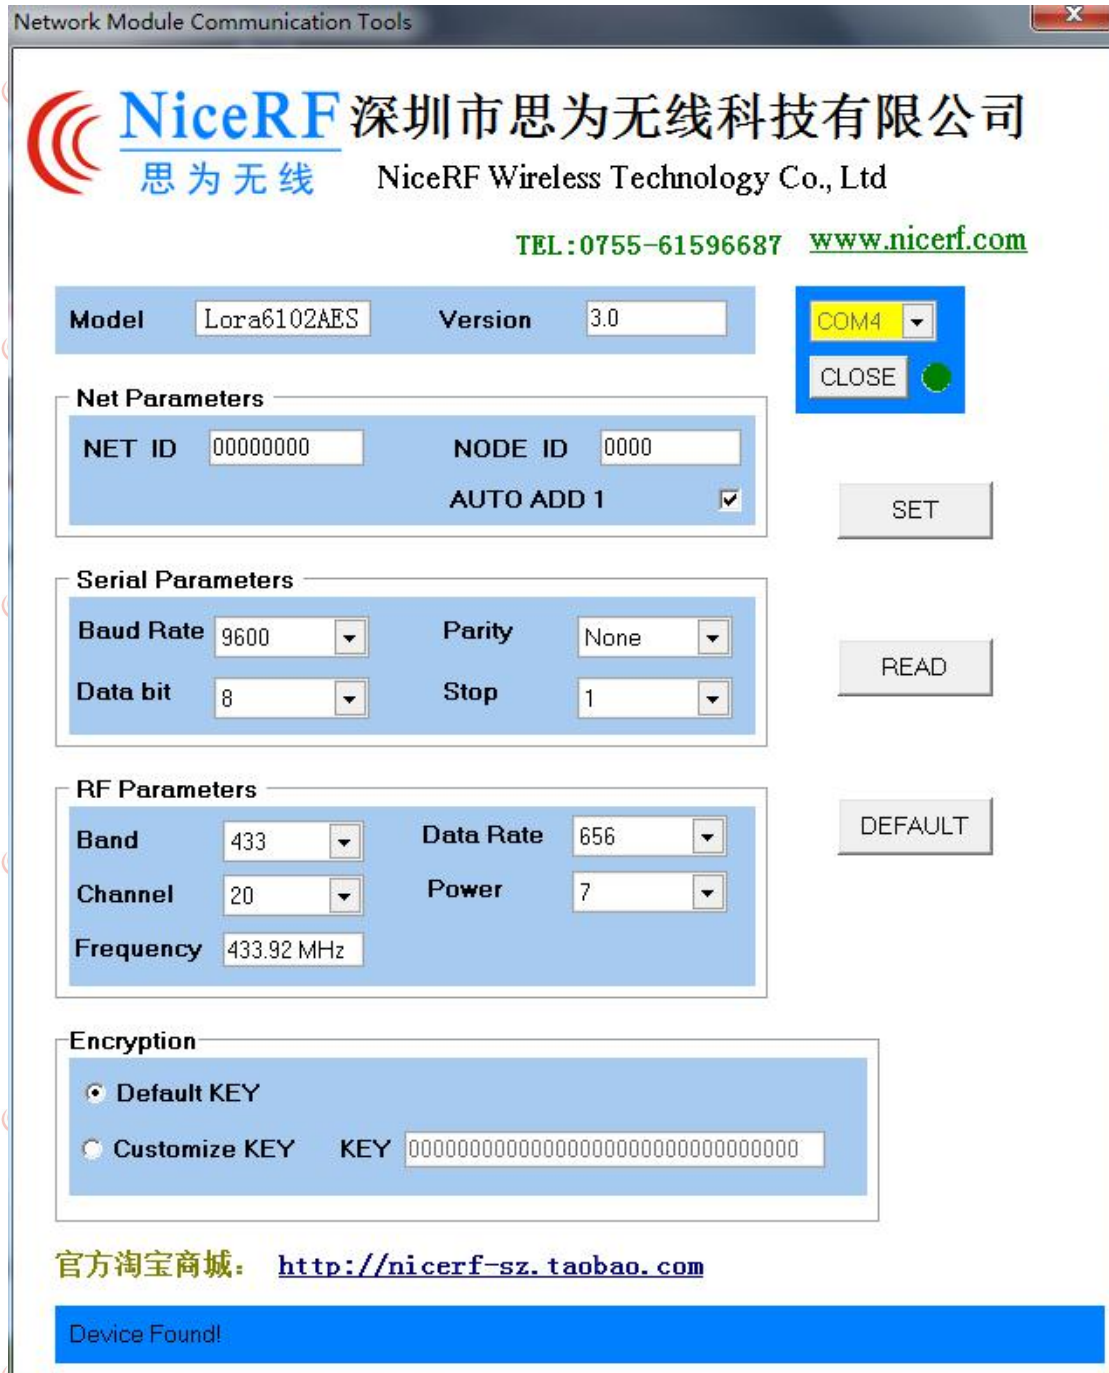 Network Module Communication Tools
x
NiceRF 深圳市思为无线科技有限公司
思为无线 NiceRF Wireless Technology Co., Ltd
TEL:0755-61596687 www.nicerf.com
Model Lora6102AES Version 3.0
COM4
CLOSE
Net Parameters
NET ID 00000000 NODE ID 0000
AUTO ADD 1
SET
Serial Parameters
Baud Rate 9600 Parity None
Data bit 8 Stop 1
READ
RF Parameters
Band 433 Data Rate 656
Channel 20 Power 7
Frequency 433.92 MHz
DEFAULT
Encryption
Default KEY
Customize KEY KEY 00000000000000000000000000000000
官方淘宝商城: http://nicerf-sz.taobao.com
Device Found!